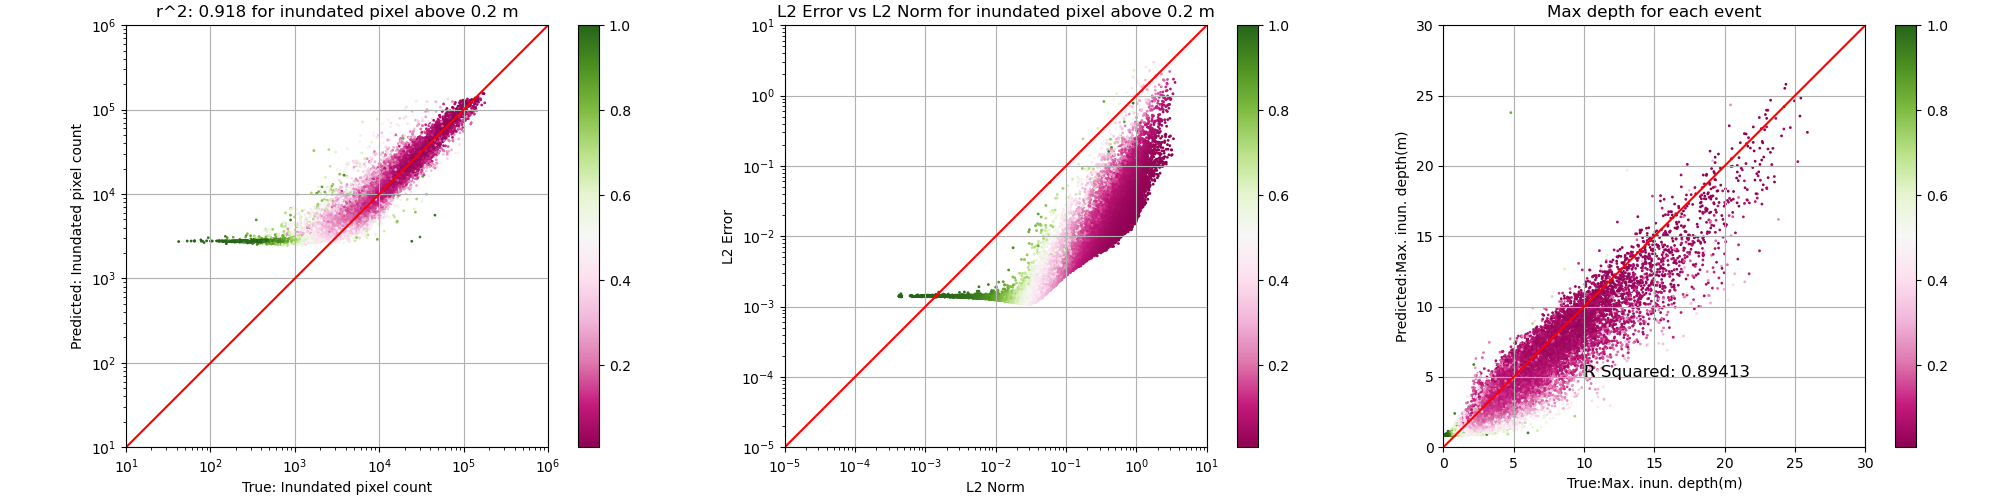 r^2: 0.918 for inundated pixel above 0.2 m
Predicted: Inundated pixel count
10^6
10^5
10^4
10^3
10^2
10^1
10^1 10^2 10^3 10^4 10^5 10^6
True: Inundated pixel count
1.0
0.8
0.6
0.4
0.2
L2 Error vs L2 Norm for inundated pixel above 0.2 m
L2 Error
10^1
10^0
10^−1
10^−2
10^−3
10^−4
10^−5
10^−5 10^−4 10^−3 10^−2 10^−1 10^0 10^1
L2 Norm
1.0
0.8
0.6
0.4
0.2
Max depth for each event
Predicted:Max. inun. depth(m)
30
25
20
15
10
5
0
R Squared: 0.89413
0 5 10 15 20 25 30
True:Max. inun. depth(m)
1.0
0.8
0.6
0.4
0.2